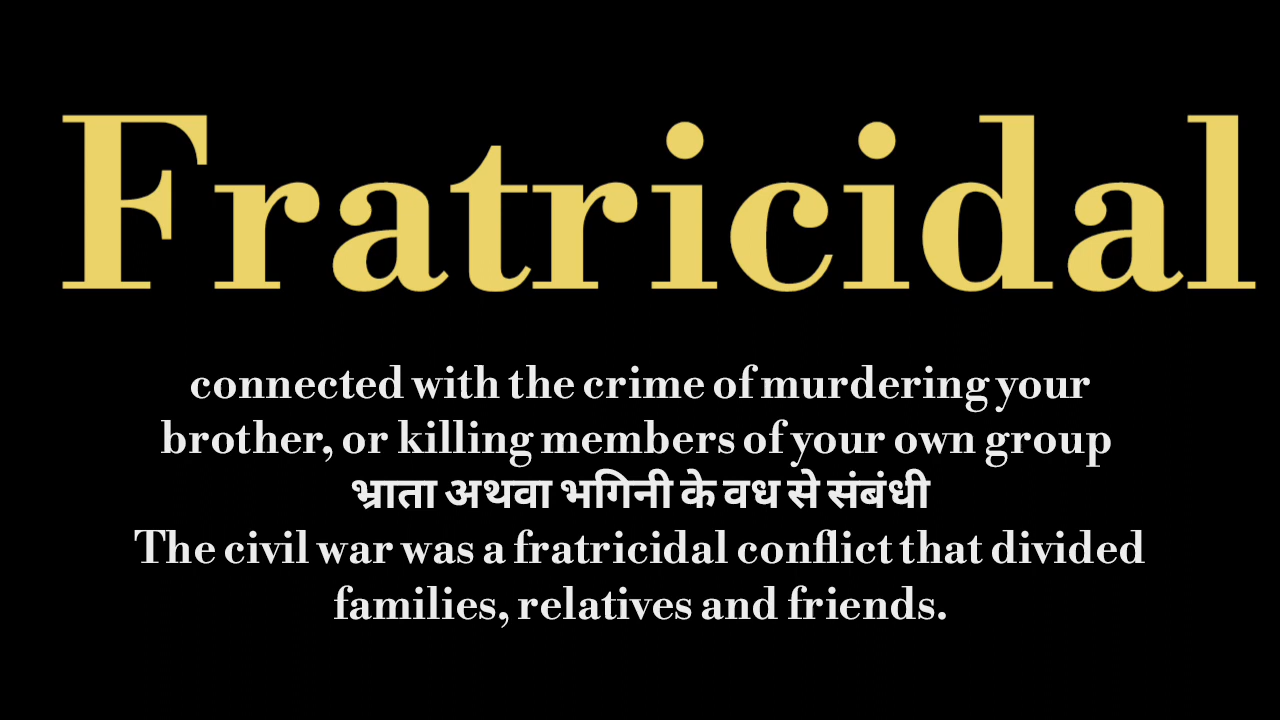 Fratricidal
connected with the crime of murdering your
brother, or killing members of your own group
भ्राता अथवा भगिनी के वध से संबंधी
The civil war was a fratricidal conflict that divided
families, relatives and friends.